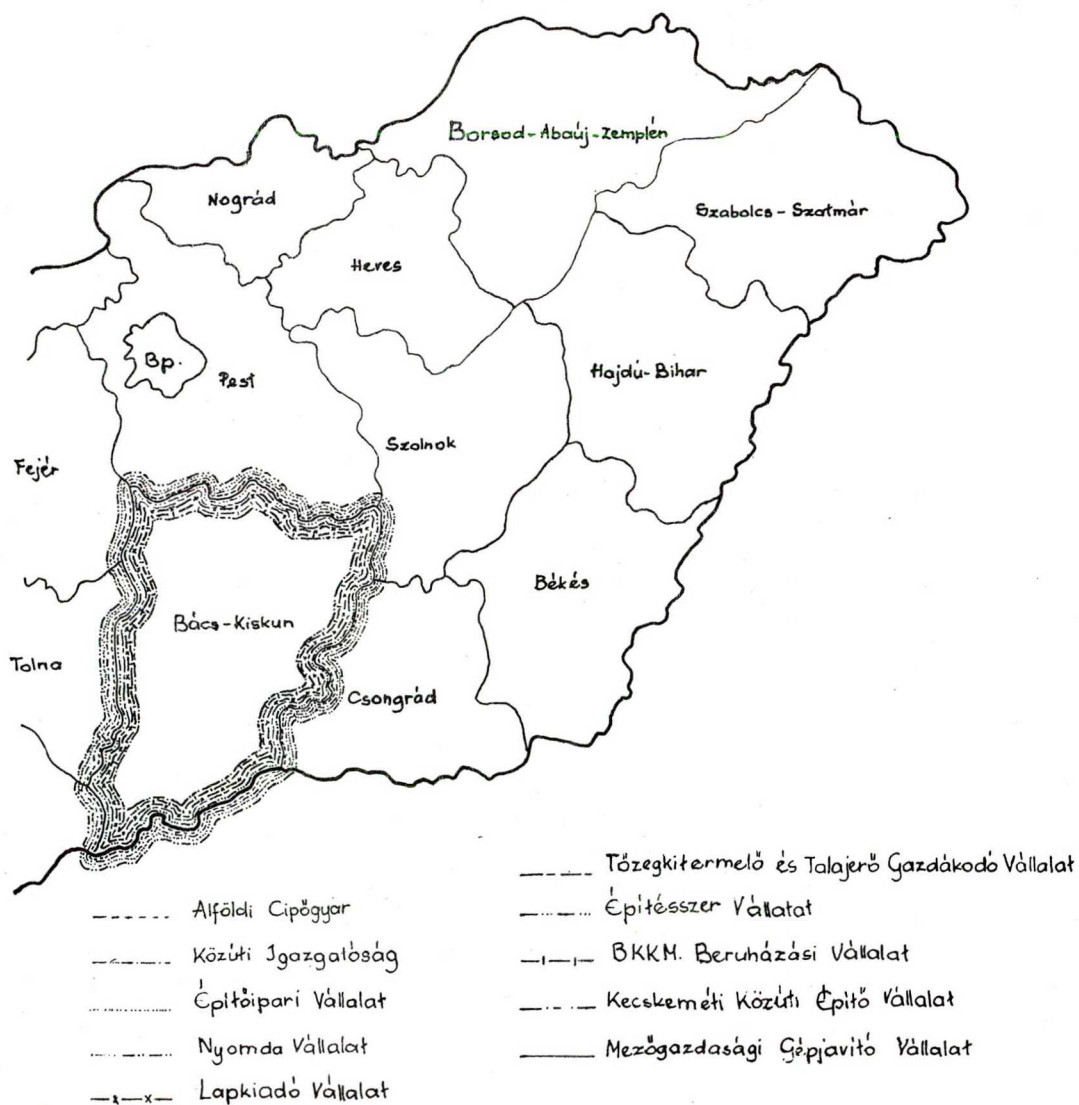 Borsod-Abaúj-Zemplén
Nográd
Szabolcs-Szatmár
Heves
Bp.
Pest
Hajdú-Bihar
Szolnok
Fejér
Békés
Bács-Kiskun
Tolna
Csongrád
Alföldi Cipőgyar
Közúti Igazgatóság
Építőipari Vállalat
Nyomda Vállalat
Lapkiadó Vállalat
Tőzegkitermelő és Talajerő Gazdákodó Vállalat
Építésszer Vállatat
BKKM. Beruházási Vállalat
Kecskeméti Közúti Építő Vállalat
Mezőgazdasági Gépjavító Vállalat